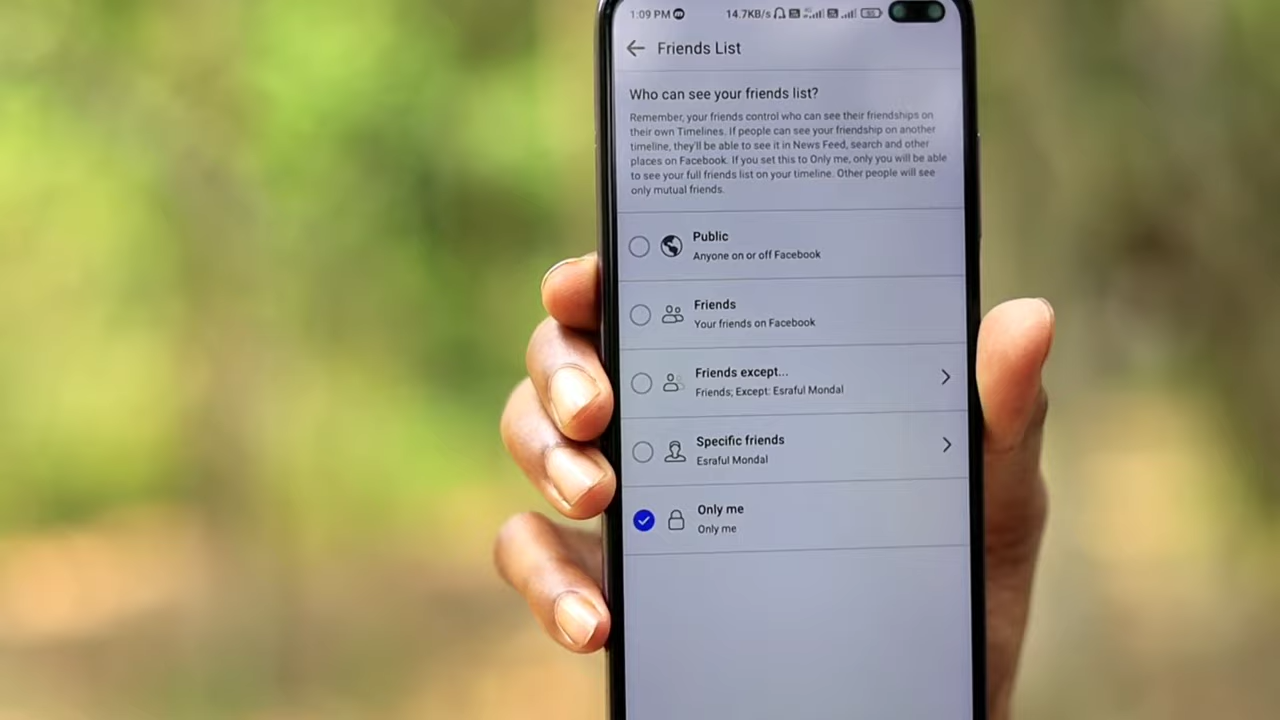 1:09 PM 14.7KB/s
Friends List
Who can see your friends list?
Remember, your friends control who can see their friendships on
their own Timelines. If people can see your friendship on another
timeline, they'll be able to see it in News Feed, search and other
places on Facebook. If you set this to Only me, only you will be able
to see your full friends list on your timeline. Other people will see
only mutual friends.
Public
Anyone on or off Facebook
Friends
Your friends on Facebook
Friends except...
Friends; Except: Esraful Mondal
Specific friends
Esraful Mondal
Only me
Only me